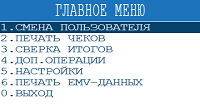 ГЛАВНОЕ МЕНЮ
1.СМЕНА ПОЛЬЗОВАТЕЛЯ
2.ПЕЧАТЬ ЧЕКОВ
3.СВЕРКА ИТОГОВ
4.ДОП.ОПЕРАЦИИ
5.НАСТРОЙКИ
6.ПЕЧАТЬ EMV-ДАННЫХ
0.ВЫХОД